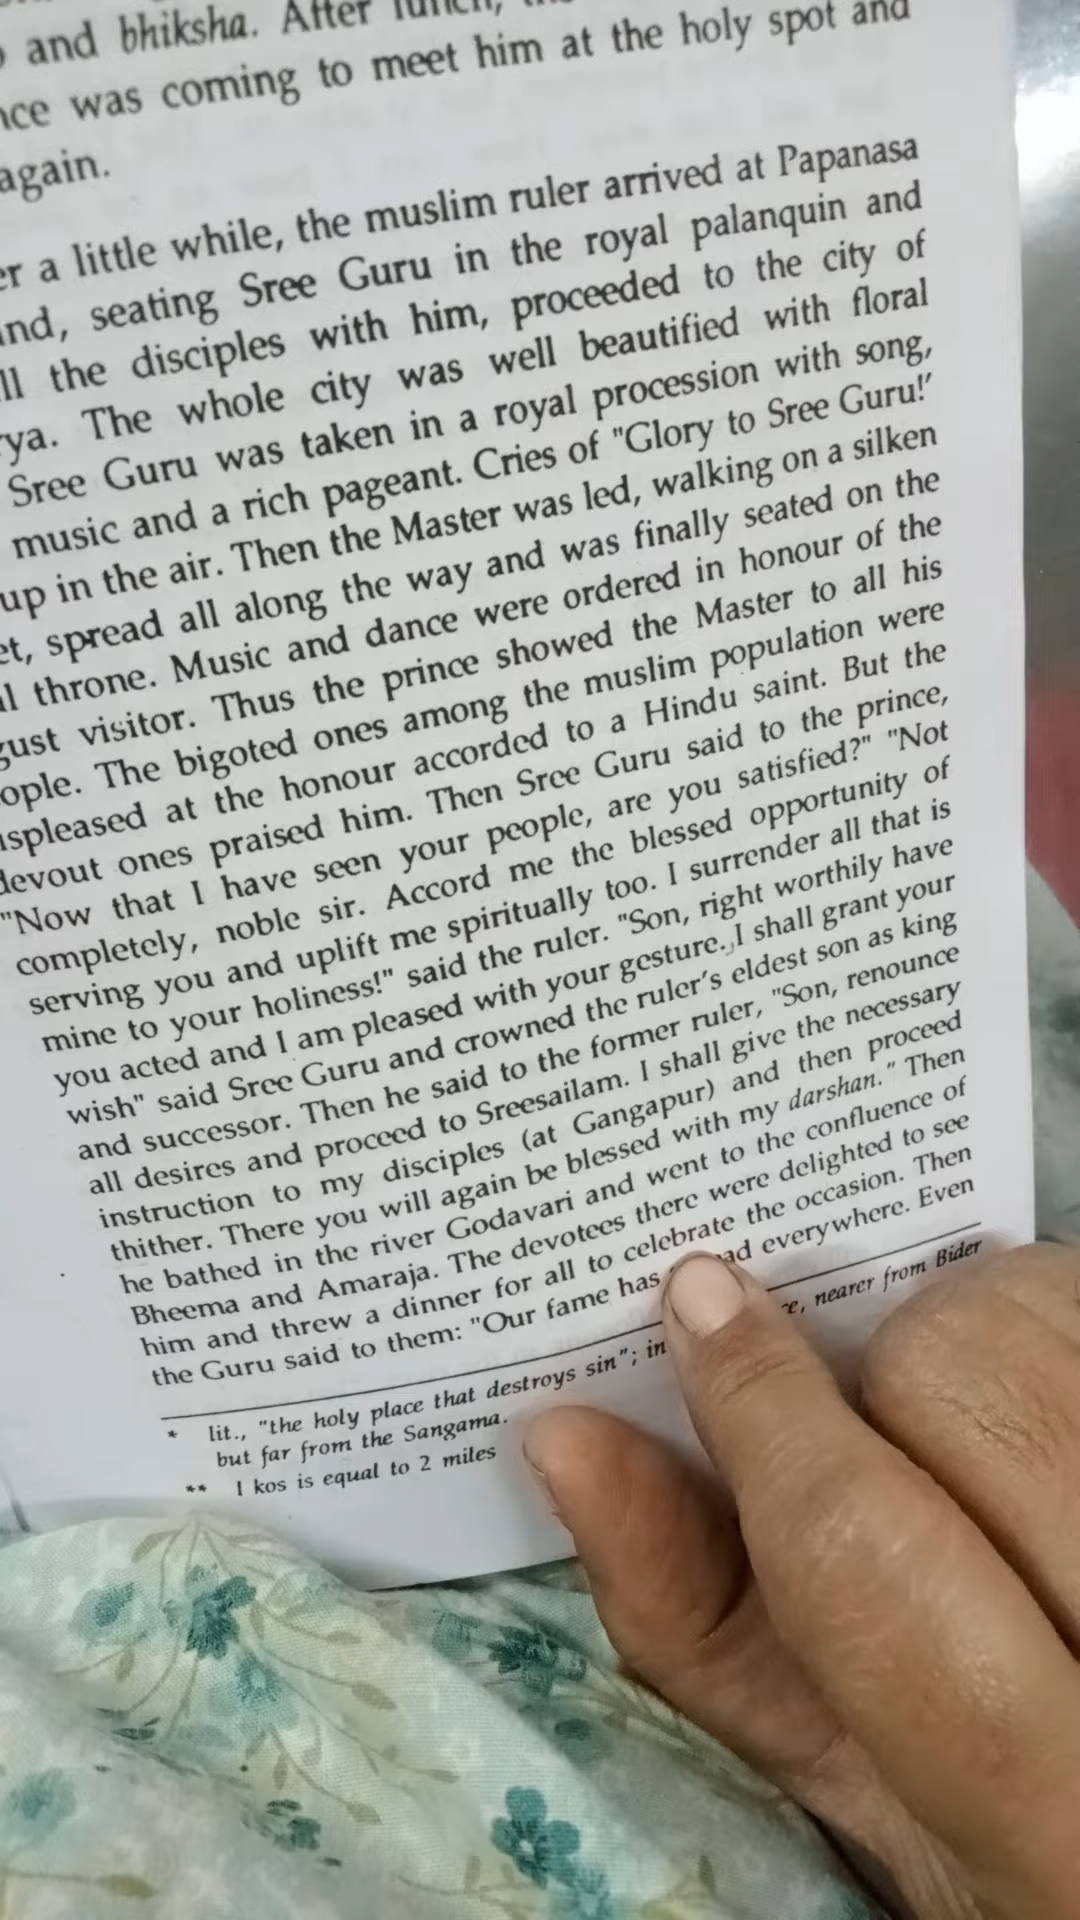 and bhiksha. After
was coming to meet him at the holy spot and
again.
a little while, the muslim ruler arrived at Papanasa
seating Sree Guru in the royal palanquin and
the disciples with him, proceeded to the city of
The whole city was well beautified with floral
Sree Guru was taken in a royal procession with song,
music and a rich pageant. Cries of "Glory to Sree Guru!'
up in the air. Then the Master was led, walking on a silken
spread all along the way and was finally seated on the
throne. Music and dance were ordered in honour of the
visitor. Thus the prince showed the Master to all his
The bigoted ones among the muslim population were
at the honour accorded to a Hindu saint. But the
devout ones praised him. Then Sree Guru said to the prince,
"Now that I have seen your people, are you satisfied?" "Not
completely, noble sir. Accord me the blessed opportunity of
serving you and uplift me spiritually too. I surrender all that is
mine to your holiness!" said the ruler. "Son, right worthily have
you acted and I am pleased with your gesture. I shall grant your
wish" said Sree Guru and crowned the ruler's eldest son as king
and successor. Then he said to the former ruler, "Son, renounce
all desires and proceed to Sreesailam. I shall give the necessary
instruction to my disciples (at Gangapur) and then proceed
thither. There you will again be blessed with my darshan." Then
he bathed in the river Godavari and went to the confluence of
Bheema and Amaraja. The devotees there were delighted to see
him and threw a dinner for all to celebrate the occasion. Then
the Guru said to them: "Our fame has everywhere. Even
* lit., "the holy place that destroys sin"; in nearer from Bider
but far from the Sangama.
** 1 kos is equal to 2 miles